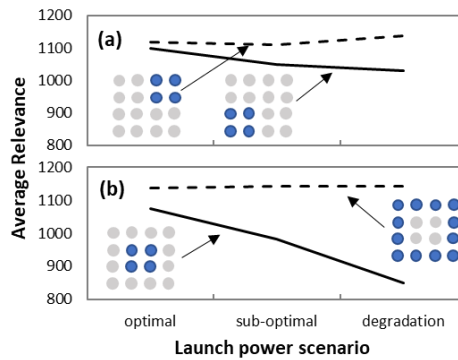 1200
(a)
1100
1000
900
800
Average Relevance
1200
(b)
1100
1000
900
800
optimal sub-optimal degradation
Launch power scenario